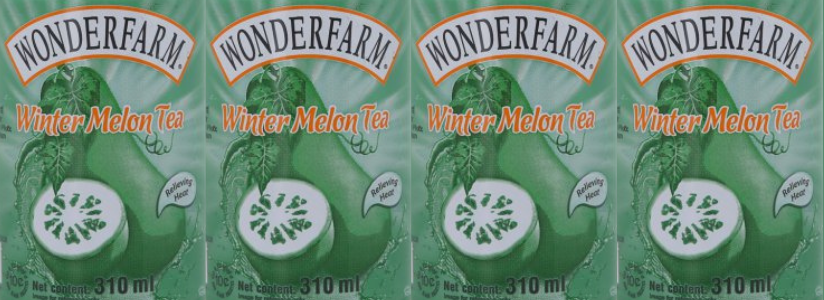 WONDERFARM.
Winter Melon Tea
Relieving
Heat
Net content. 310 ml
WONDERFARM.
Winter Melon Tea
Relieving
Heat
Net content. 310 ml
WONDERFARM.
Winter Melon Tea
Relieving
Heat
Net content. 310 ml
WONDERFARM.
Winter Melon Tea
Relieving
Heat
Net content. 310 ml